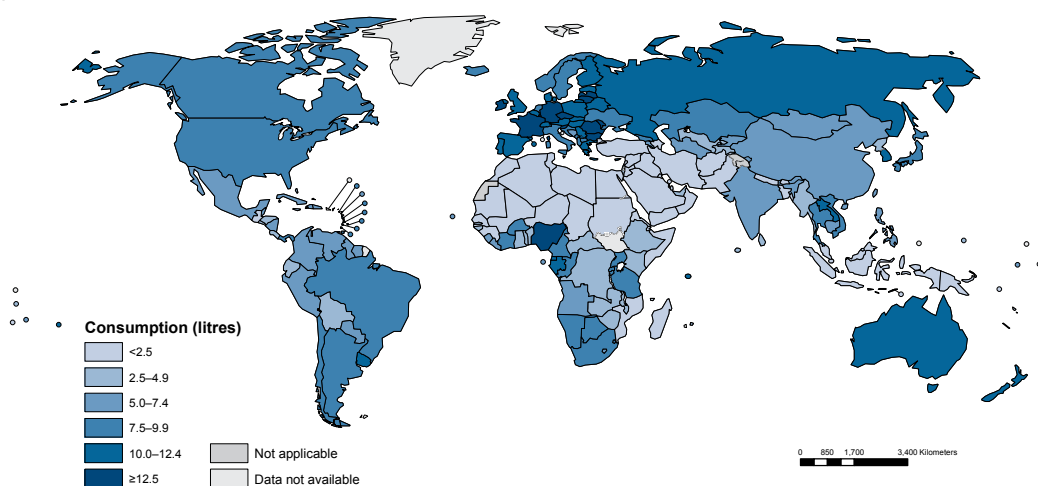 Consumption (litres)
<2.5
2.5–4.9
5.0–7.4
7.5–9.9
10.0–12.4
≥12.5
Not applicable
Data not available
0 850 1,700 3,400 Kilometers